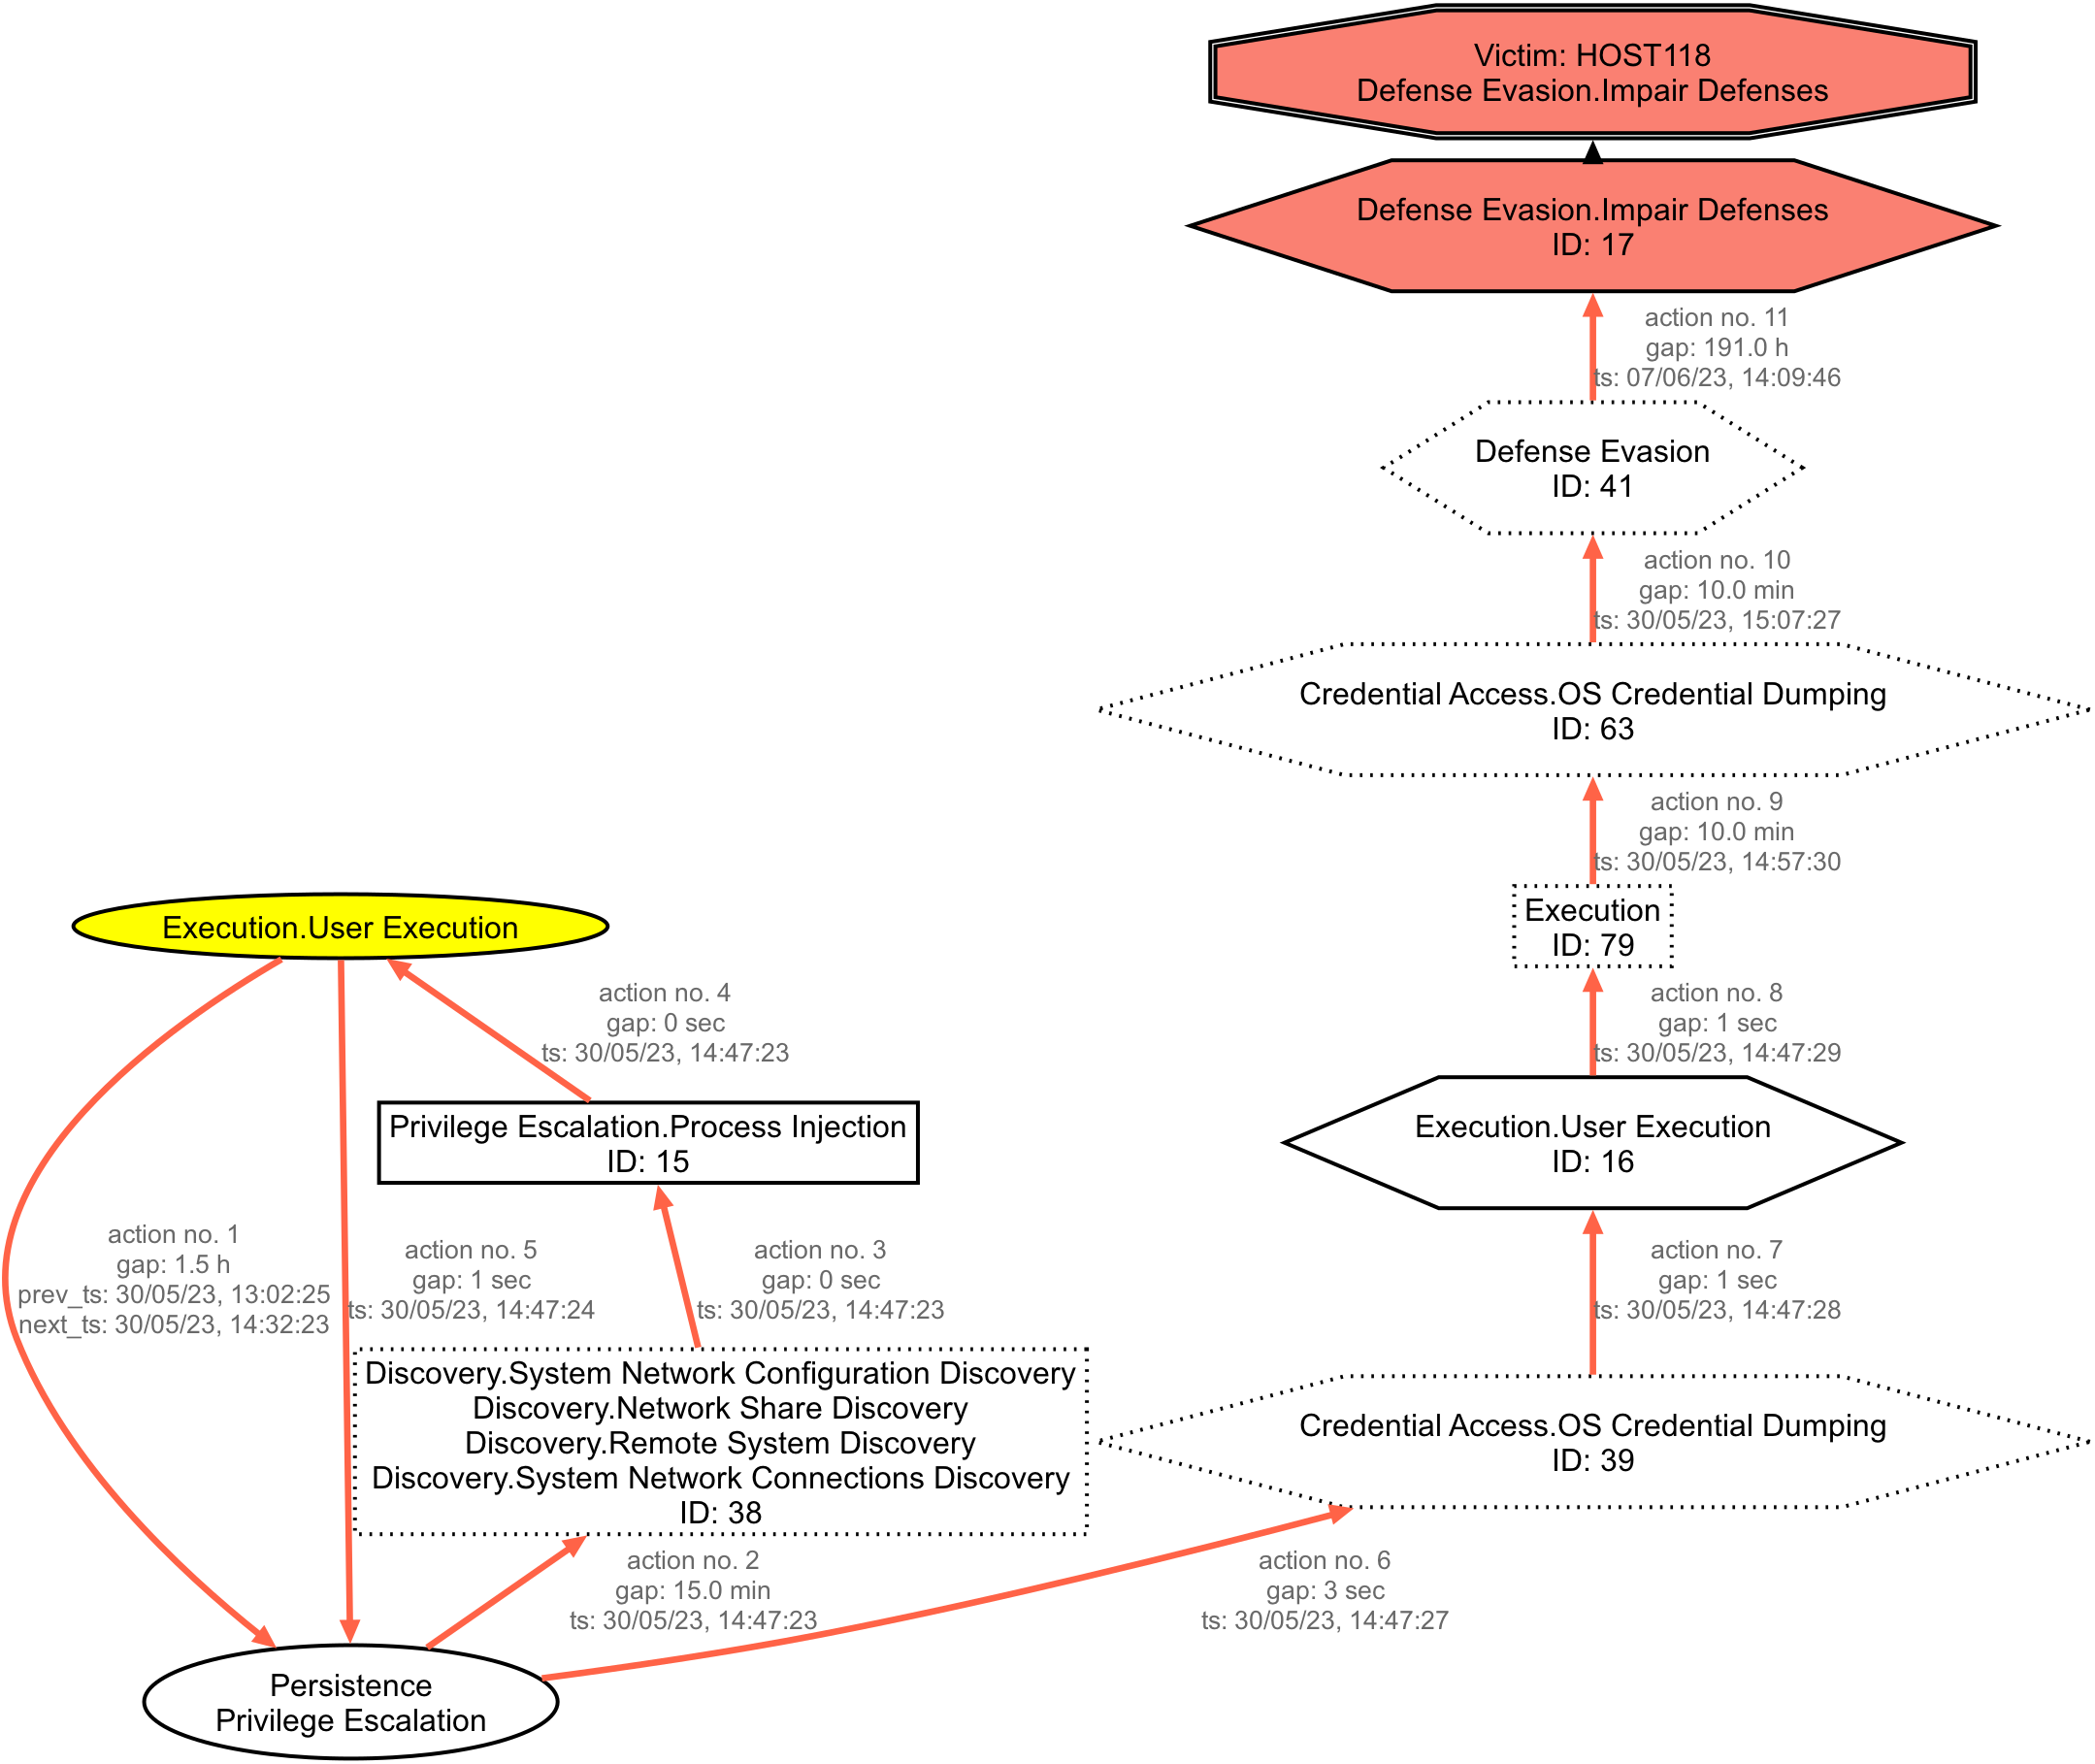 Victim: HOST118
Defense Evasion.Impair Defenses
Defense Evasion.Impair Defenses
ID: 17
action no. 11
gap: 191.0 h
ts: 07/06/23, 14:09:46
Defense Evasion
ID: 41
action no. 10
gap: 10.0 min
ts: 30/05/23, 15:07:27
Credential Access.OS Credential Dumping
ID: 63
action no. 9
gap: 10.0 min
ts: 30/05/23, 14:57:30
Execution
ID: 79
Execution.User Execution
action no. 4
gap: 0 sec
ts: 30/05/23, 14:47:23
action no. 8
gap: 1 sec
ts: 30/05/23, 14:47:29
Privilege Escalation.Process Injection
ID: 15
Execution.User Execution
ID: 16
action no. 1
gap: 1.5 h
prev_ts: 30/05/23, 13:02:25
next_ts: 30/05/23, 14:32:23
action no. 5
gap: 1 sec
ts: 30/05/23, 14:47:24
action no. 3
gap: 0 sec
ts: 30/05/23, 14:47:23
action no. 7
gap: 1 sec
ts: 30/05/23, 14:47:28
Discovery.System Network Configuration Discovery
Discovery.Network Share Discovery
Discovery.Remote System Discovery
Discovery.System Network Connections Discovery
ID: 38
Credential Access.OS Credential Dumping
ID: 39
action no. 2
gap: 15.0 min
ts: 30/05/23, 14:47:23
action no. 6
gap: 3 sec
ts: 30/05/23, 14:47:27
Persistence
Privilege Escalation